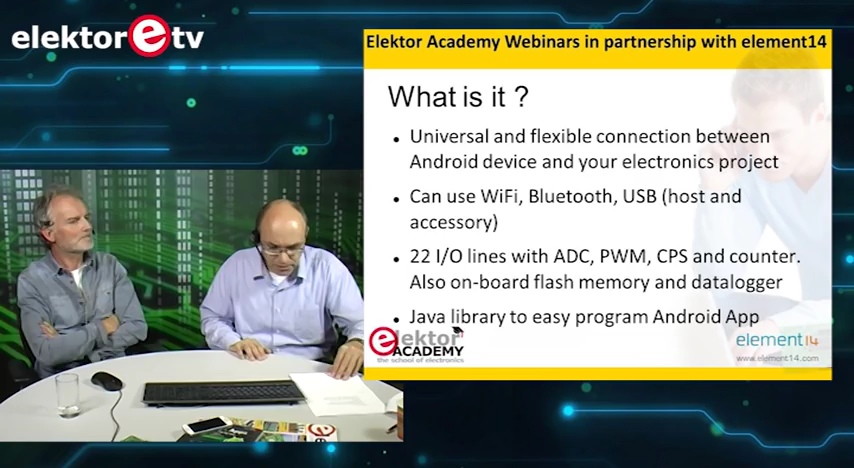 elektor e tv
Elektor Academy Webinars in partnership with element14
What is it ?
• Universal and flexible connection between
Android device and your electronics project
• Can use WiFi, Bluetooth, USB (host and
accessory)
• 22 I/O lines with ADC, PWM, CPS and counter.
Also on-board flash memory and datalogger
• Java library to easy program Android App
elektor
ACADEMY
the school of electronics
element14
www.element14.com